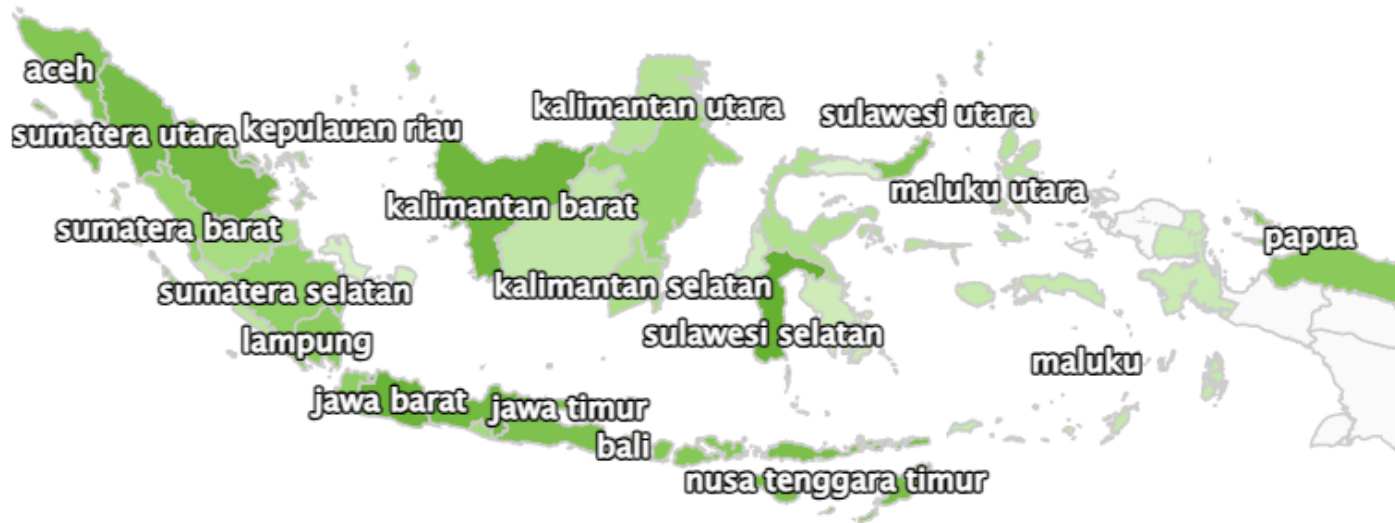 aceh
kalimantan utara
sulawesi utara
sumatera utara
kepulauan riau
maluku utara
kalimantan barat
sumatera barat
papua
sumatera selatan
kalimantan selatan
sulawesi selatan
lampung
maluku
jawa barat
jawa timur
bali
nusa tenggara timur